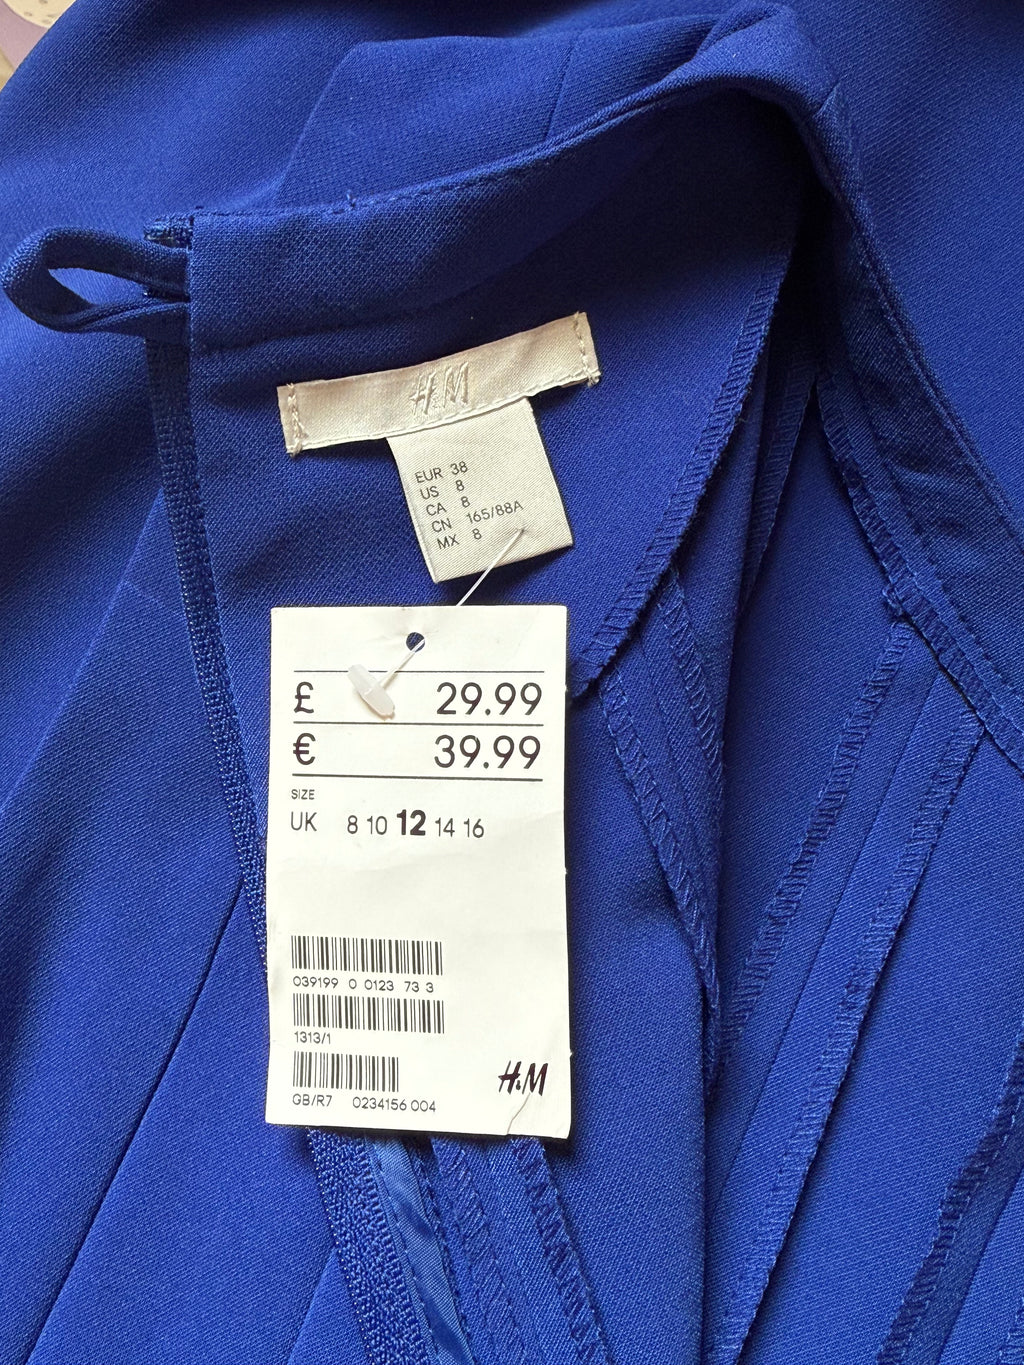 H&M
EUR 38
US 8
CA 8
CN 165/88A
MX 8
£ 29.99
€ 39.99
SIZE
UK 8 10 12 14 16
039199 0 0123 73 3
1313/1
H&M
GB/R7 0234156 004